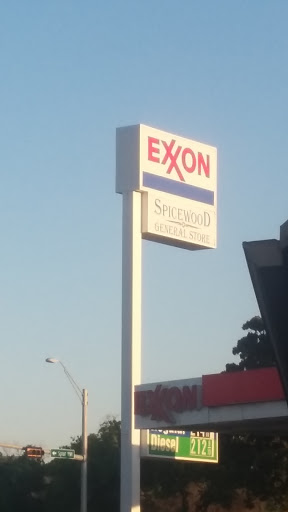 EXXON
SPICEWOOD
GENERAL STORE
EXXON
Diesel 212